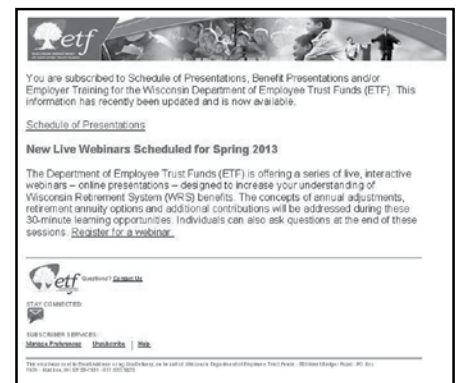 etf
You are subscribed to Schedule of Presentations, Benefit Presentations and/or
Employer Training for the Wisconsin Department of Employee Trust Funds (ETF). This
information has recently been updated and is now available.
Schedule of Presentations
New Live Webinars Scheduled for Spring 2013
The Department of Employee Trust Funds (ETF) is offering a series of live, interactive
webinars – online presentations – designed to increase your understanding of
Wisconsin Retirement System (WRS) benefits. The concepts of annual adjustments,
retirement annuity options and additional contributions will be addressed during these
30-minute learning opportunities. Individuals can also ask questions at the end of these
sessions. Register for a webinar.
etf Questions? Contact Us
STAY CONNECTED:
SUBSCRIBER SERVICES:
Manage Preferences Unsubscribe | Help